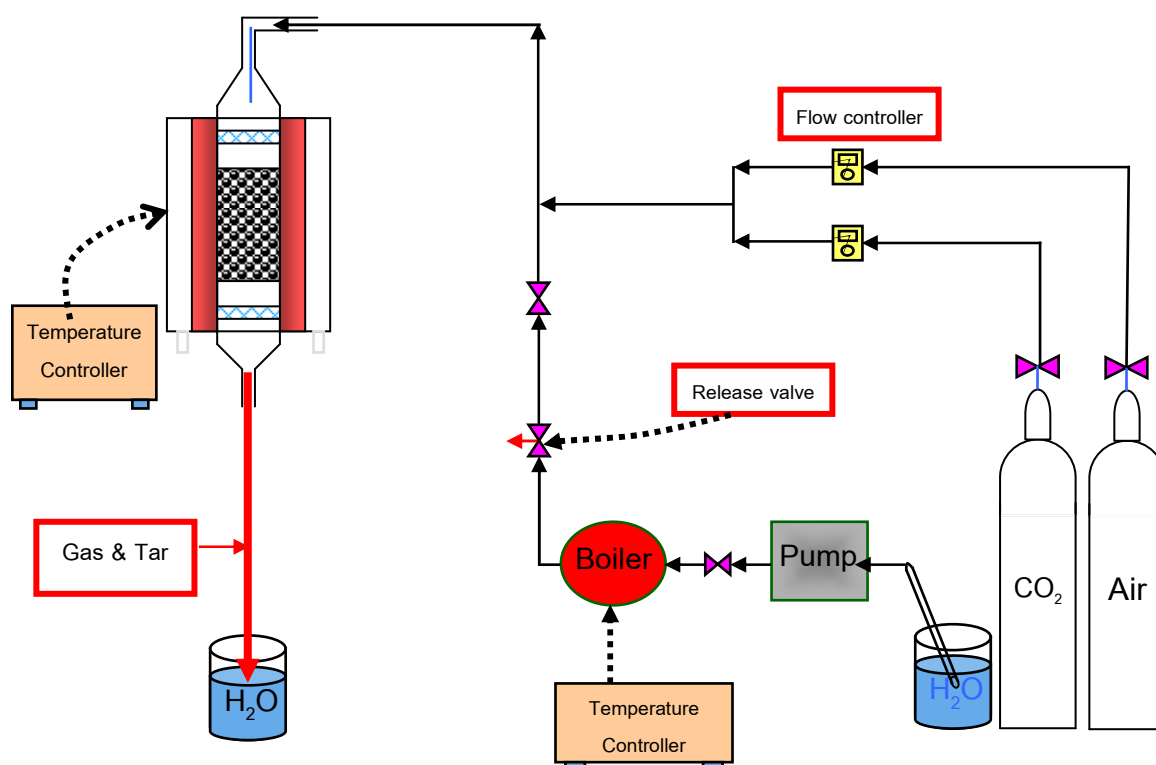 Flow controller
Temperature
Controller
Release valve
Gas & Tar
Boiler
Pump
CO₂
Air
H₂O
H₂O
Temperature
Controller